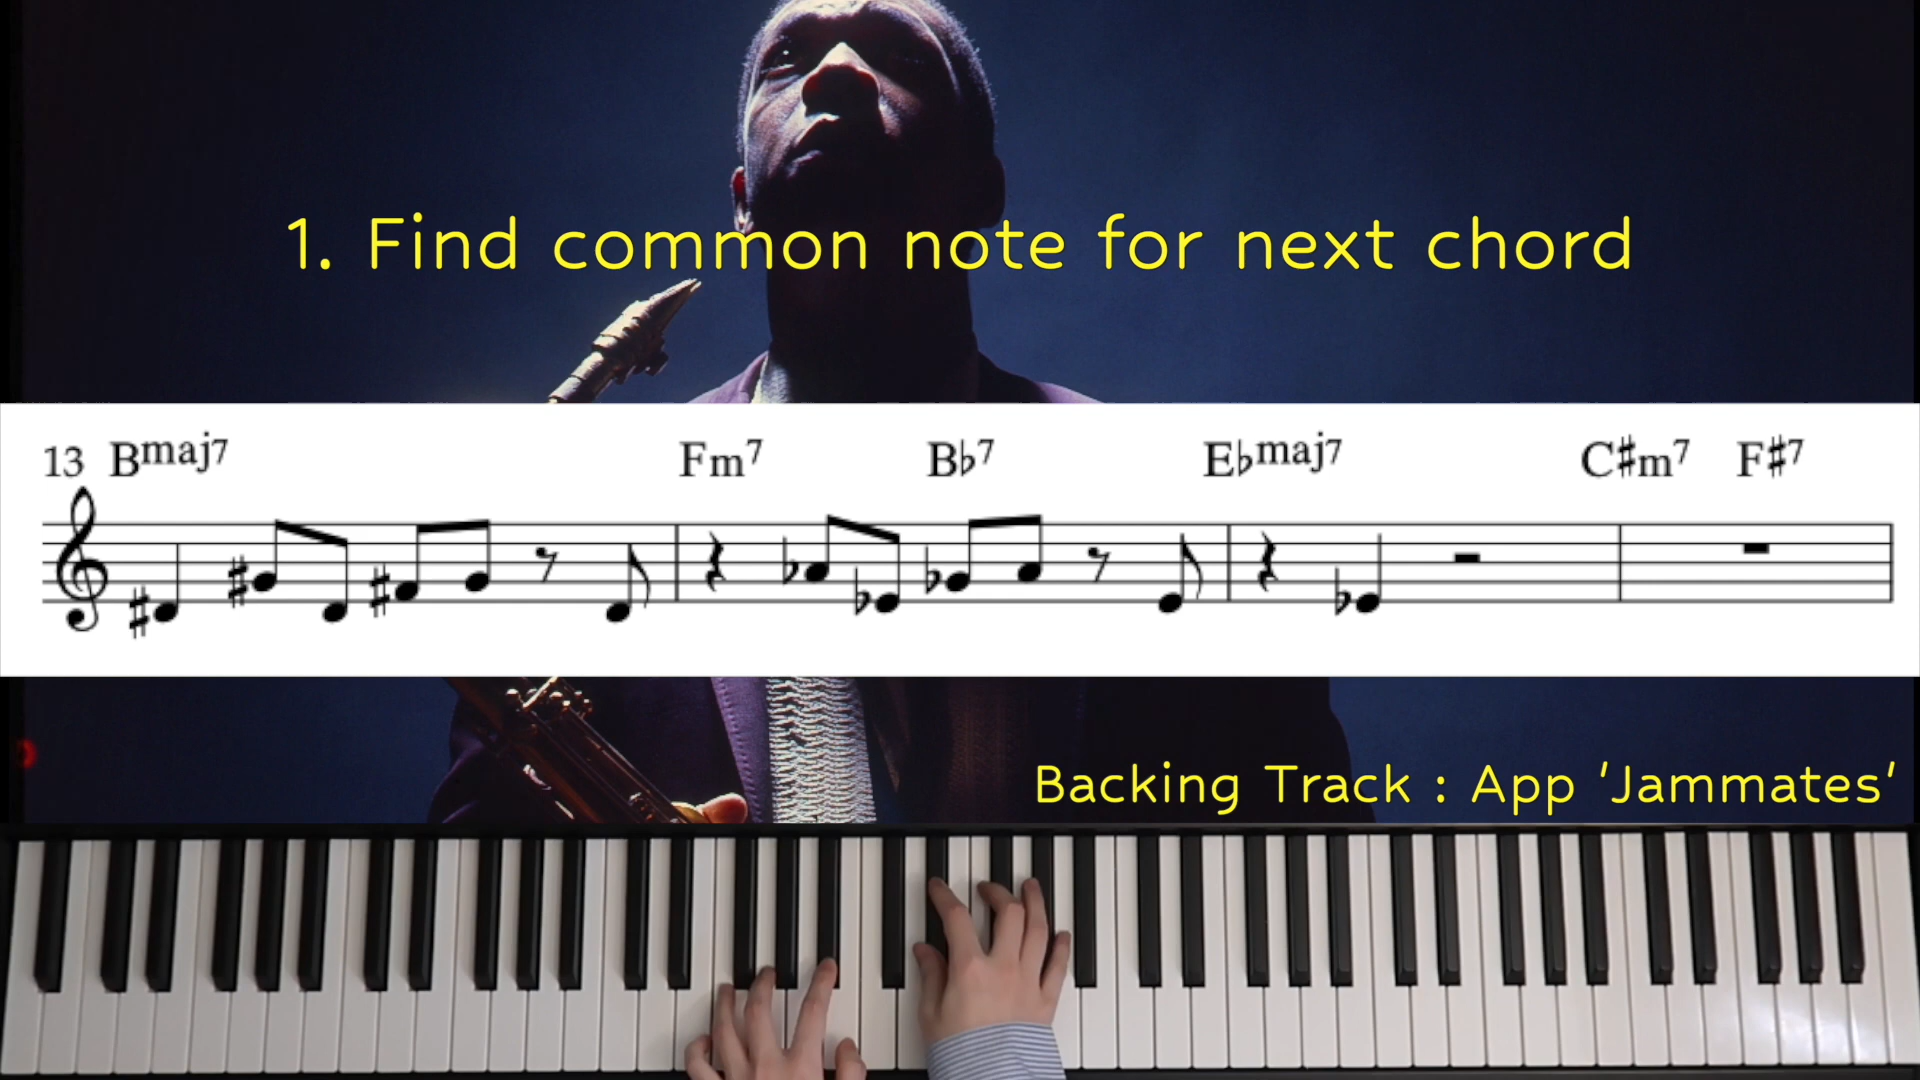 1. Find common note for next chord
13 Bmaj7 Fm7 B♭7 E♭maj7 C♯m7 F♯7
Backing Track : App ‘Jammates’